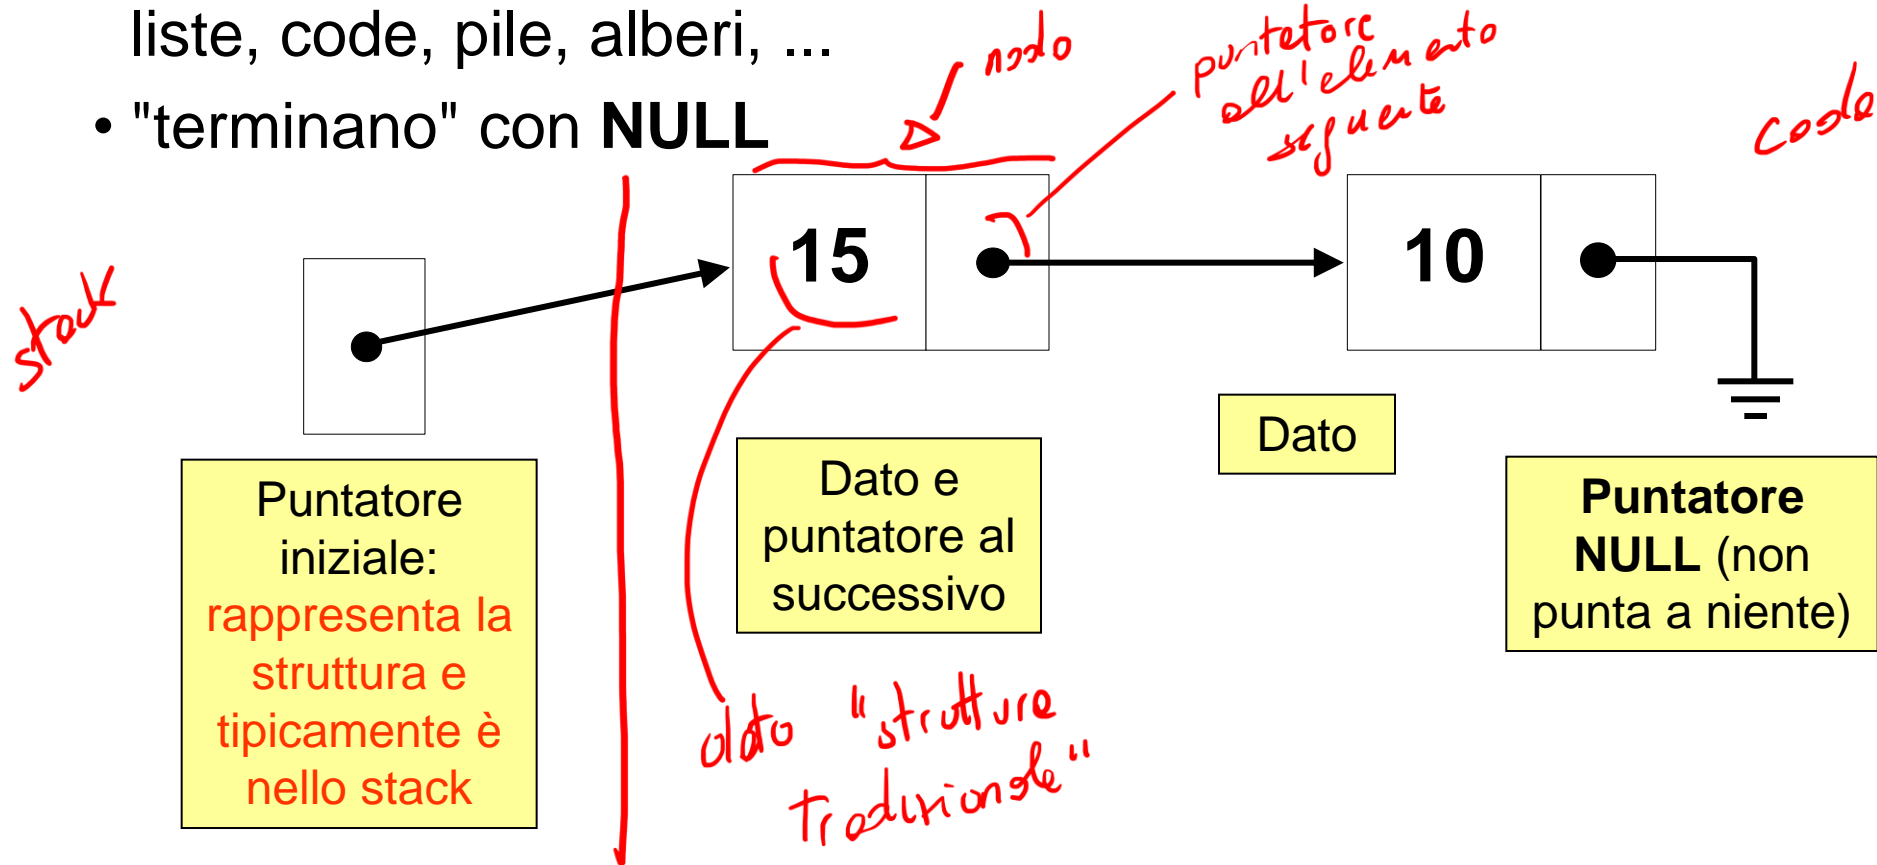 liste, code, pile, alberi, ...
• "terminano" con NULL
nodo
puntatore
all'elemento
seguente
coda
stack
15
10
Puntatore
iniziale:
rappresenta la
struttura e
tipicamente è
nello stack
Dato e
puntatore al
successivo
Dato
Puntatore
NULL (non
punta a niente)
dato "struttura
tradizionale"